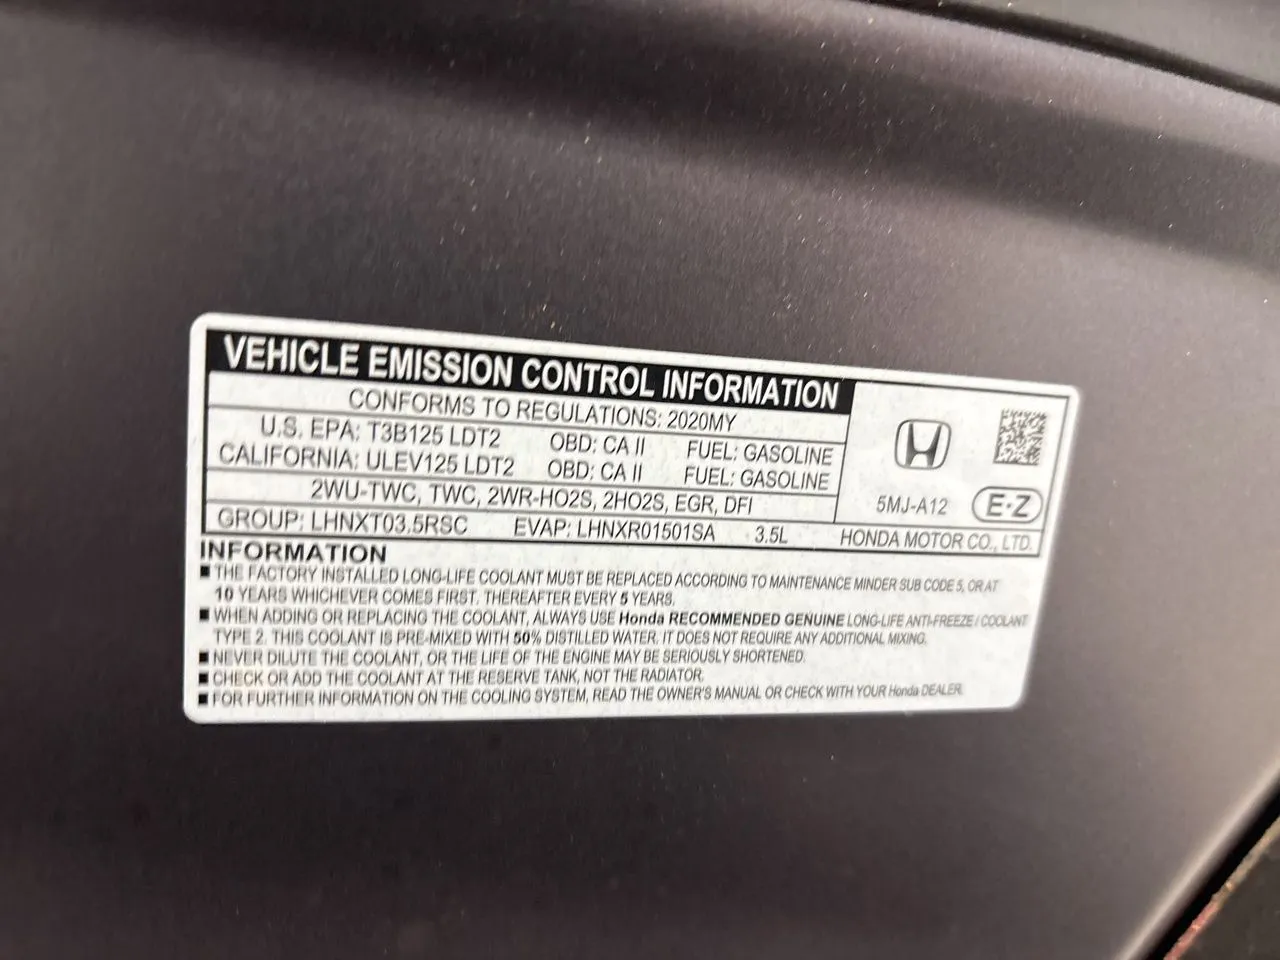 VEHICLE EMISSION CONTROL INFORMATION
CONFORMS TO REGULATIONS: 2020MY
U.S. EPA: T3B125 LDT2 OBD: CA II FUEL: GASOLINE
CALIFORNIA: ULEV125 LDT2 OBD: CA II FUEL: GASOLINE
2WU-TWC, TWC, 2WR-HO2S, 2HO2S, EGR, DFI
5MJ-A12 E-Z
GROUP: LHNXT03.5RSC EVAP: LHNXR01501SA 3.5L HONDA MOTOR CO., LTD.
INFORMATION
■ THE FACTORY INSTALLED LONG-LIFE COOLANT MUST BE REPLACED ACCORDING TO MAINTENANCE MINDER SUB CODE 5, OR AT
10 YEARS WHICHEVER COMES FIRST. THEREAFTER EVERY 5 YEARS.
■ WHEN ADDING OR REPLACING THE COOLANT, ALWAYS USE Honda RECOMMENDED GENUINE LONG-LIFE ANTI-FREEZE / COOLANT
TYPE 2. THIS COOLANT IS PRE-MIXED WITH 50% DISTILLED WATER. IT DOES NOT REQUIRE ANY ADDITIONAL MIXING.
■ NEVER DILUTE THE COOLANT, OR THE LIFE OF THE ENGINE MAY BE SERIOUSLY SHORTENED.
■ CHECK OR ADD THE COOLANT AT THE RESERVE TANK, NOT THE RADIATOR.
■ FOR FURTHER INFORMATION ON THE COOLING SYSTEM, READ THE OWNER'S MANUAL OR CHECK WITH YOUR Honda DEALER.